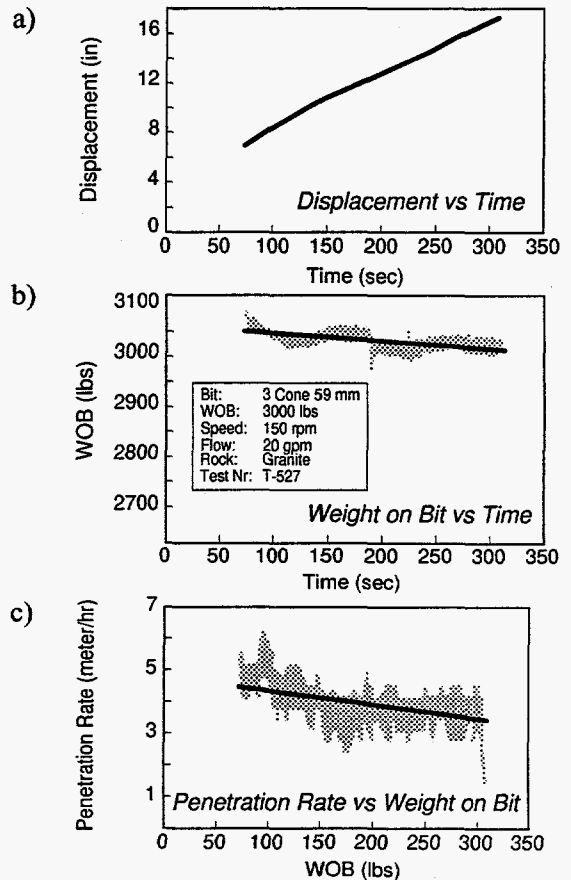 a)
Displacement (in)
16
12
8
4
0
0 50 100 150 200 250 300 350
Displacement vs Time
Time (sec)
b)
WOB (lbs)
3100
3000
2900
2800
2700
Bit: 3 Cone 59 mm
WOB: 3000 lbs
Speed: 150 rpm
Flow: 20 gpm
Rock: Granite
Test Nr: T-527
Weight on Bit vs Time
0 50 100 150 200 250 300 350
Time (sec)
c)
Penetration Rate (meter/hr)
7
5
3
1
Penetration Rate vs Weight on Bit
0 50 100 150 200 250 300 350
WOB (lbs)